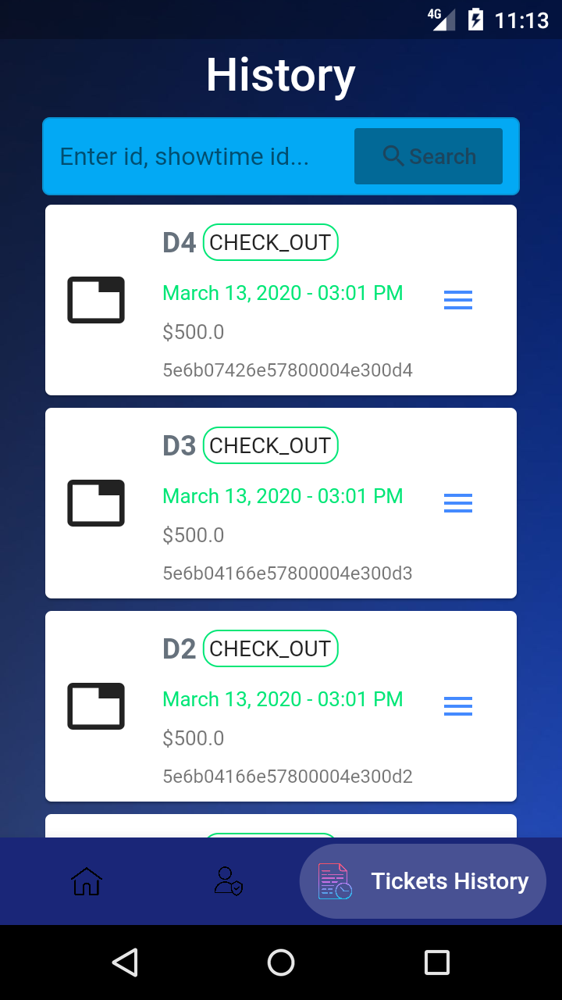 4G 11:13
History
Enter id, showtime id... Search
D4 CHECK_OUT
March 13, 2020 - 03:01 PM
$500.0
5e6b07426e57800004e300d4
D3 CHECK_OUT
March 13, 2020 - 03:01 PM
$500.0
5e6b04166e57800004e300d3
D2 CHECK_OUT
March 13, 2020 - 03:01 PM
$500.0
5e6b04166e57800004e300d2
Tickets History